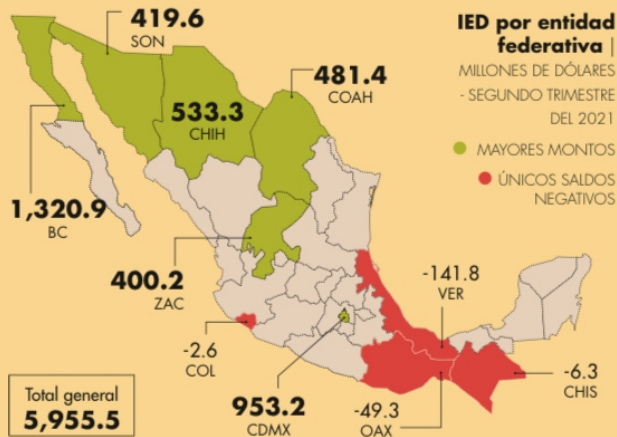 IED por entidad
federativa |
MILLONES DE DÓLARES
- SEGUNDO TRIMESTRE
DEL 2021
MAYORES MONTOS
ÚNICOS SALDOS
NEGATIVOS
419.6
SON
481.4
COAH
533.3
CHIH
1,320.9
BC
400.2
ZAC
-141.8
VER
-2.6
COL
-6.3
CHIS
953.2
CDMX
-49.3
OAX
Total general
5,955.5